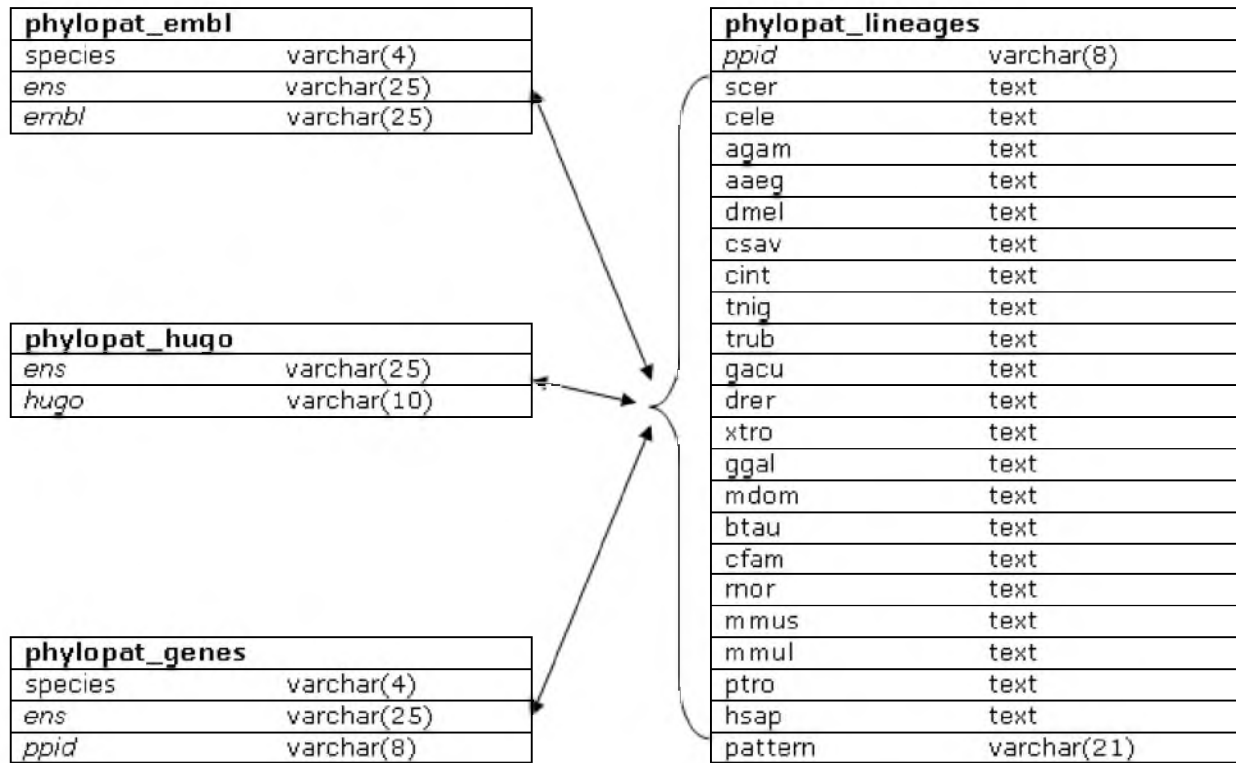 phylopat_embl
species varchar(4)
ens varchar(25)
embl varchar(25)
phylopat_hugo
ens varchar(25)
hugo varchar(10)
phylopat_genes
species varchar(4)
ens varchar(25)
ppid varchar(8)
phylopat_lineages
ppid varchar(8)
scer text
cele text
agam text
aaeg text
dmel text
csav text
cint text
tnig text
trub text
gacu text
drer text
xtro text
ggal text
mdom text
btau text
cfam text
rnor text
mmus text
mmul text
ptro text
hsap text
pattern varchar(21)